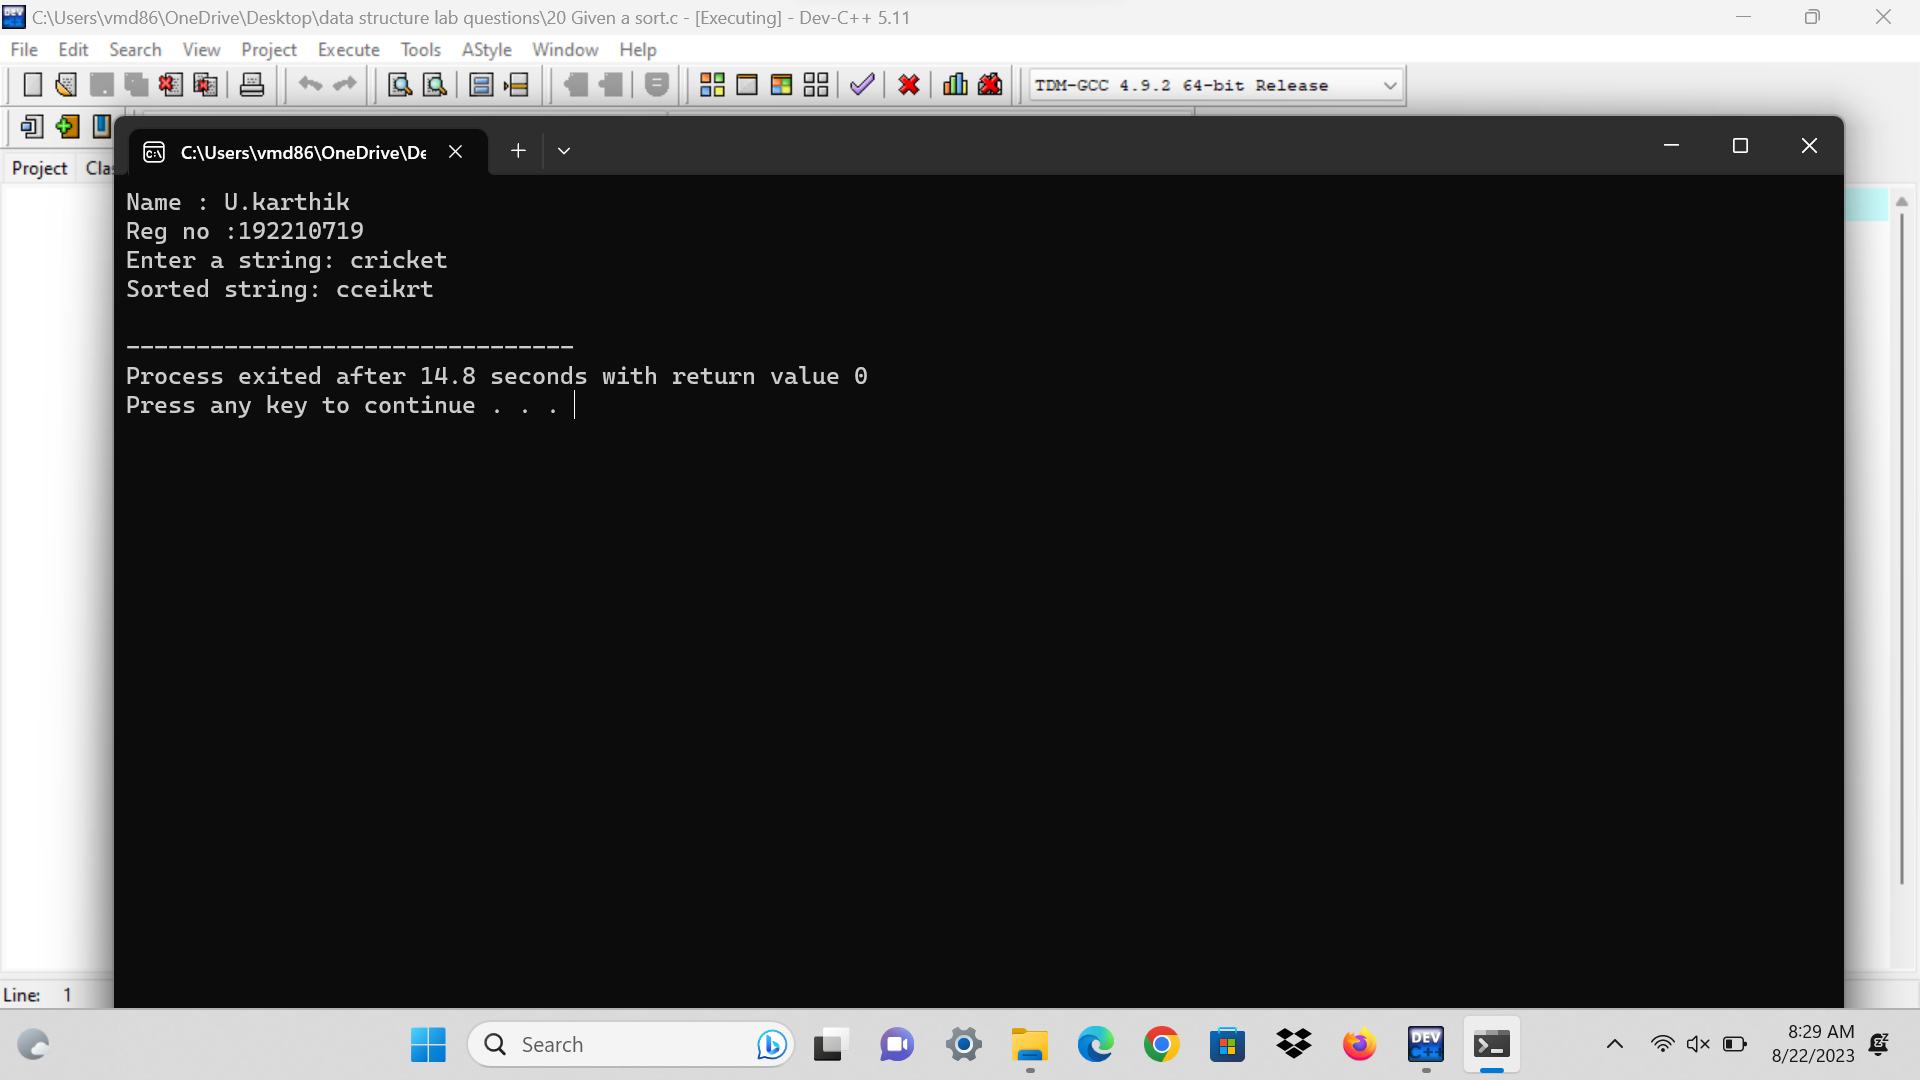 C:\Users\vmd86\OneDrive\Desktop\data structure lab questions\20 Given a sort.c - [Executing] - Dev-C++ 5.11
File Edit Search View Project Execute Tools AStyle Window Help
TDM-GCC 4.9.2 64-bit Release
Project Clas
C:\Users\vmd86\OneDrive\De
Name : U.karthik
Reg no :192210719
Enter a string: cricket
Sorted string: cceikrt
--------------------------------
Process exited after 14.8 seconds with return value 0
Press any key to continue . . .
Line: 1
Search
DEV C++
8:29 AM
8/22/2023